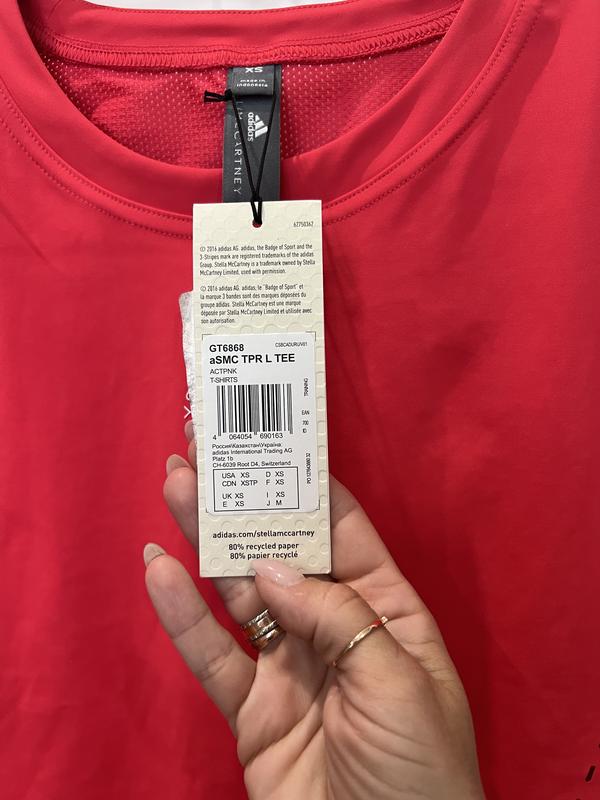 XS
made in
indonesia
adidas
McCARTNEY
62750367
© 2016 adidas AG. adidas, the Badge of Sport and the
3-Stripes mark are registered trademarks of the adidas
Group. Stella McCartney is a trademark owned by Stella
McCartney Limited, used with permission.
© 2016 adidas AG. adidas, le "Badge of Sport" et
la marque 3 bandes sont des marques déposées du
groupe adidas. Stella McCartney est une marque
déposée par Stella McCartney Limited et utilisée avec
son autorisation.
GT6868
CSBCADURUV61
aSMC TPR L TEE
ACTPNK
T-SHIRTS
TRAINING
EAN
700
ID
4 064054 690163
Россия\Казахстан\Україна:
adidas International Trading AG
Platz 1b
CH-6039 Root D4, Switzerland
USA XS D XS
CDN XSTP F XS
UK XS I XS
E XS J M
adidas.com/stellamccartney
80% recycled paper
80% papier recyclé